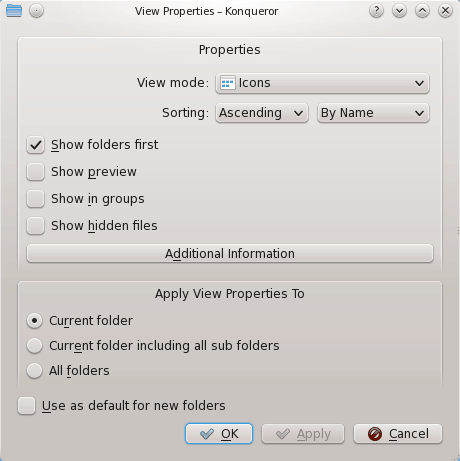 View Properties – Konqueror
Properties
View mode: Icons
Sorting: Ascending By Name
Show folders first
Show preview
Show in groups
Show hidden files
Additional Information
Apply View Properties To
Current folder
Current folder including all sub folders
All folders
Use as default for new folders
OK Apply Cancel